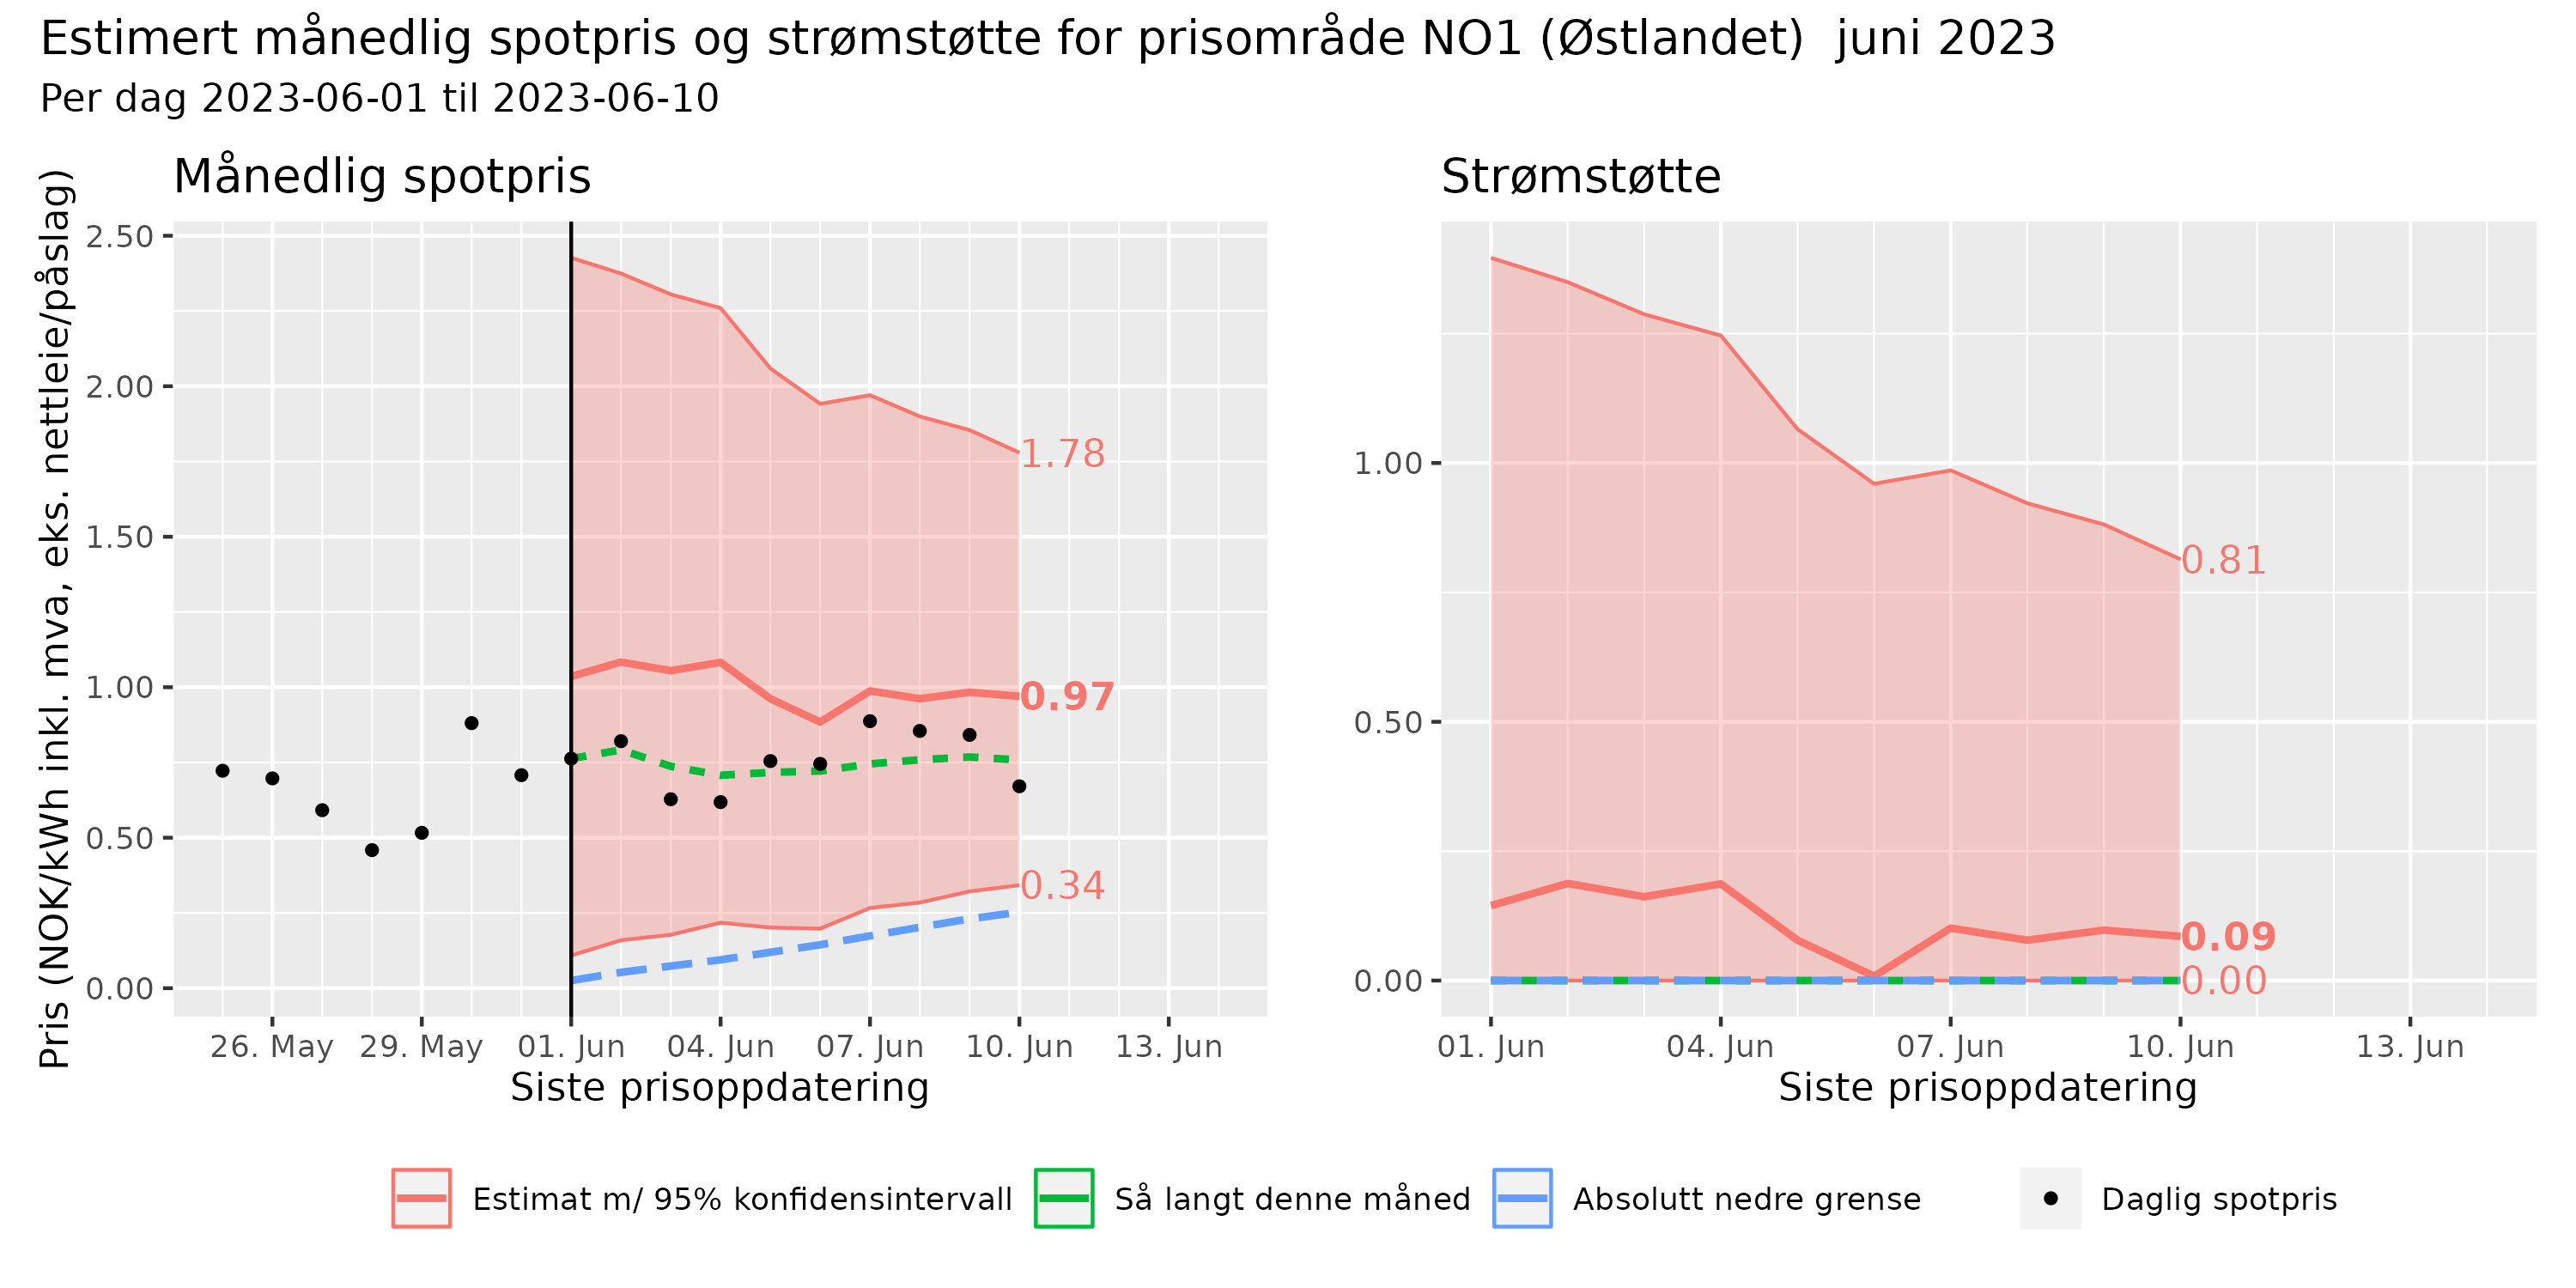 Estimert månedlig spotpris og strømstøtte for prisområde NO1 (Østlandet)  juni 2023
Per dag 2023-06-01 til 2023-06-10
Månedlig spotpris
Pris (NOK/kWh inkl. mva, eks. nettleie/påslag)
2.50
2.00
1.50
1.00
0.50
0.00
1.78
0.97
0.34
26. May 29. May 01. Jun 04. Jun 07. Jun 10. Jun 13. Jun
Siste prisoppdatering
Strømstøtte
1.00
0.50
0.00
0.81
0.09
0.00
01. Jun 04. Jun 07. Jun 10. Jun 13. Jun
Siste prisoppdatering
Estimat m/ 95% konfidensintervall Så langt denne måned Absolutt nedre grense Daglig spotpris